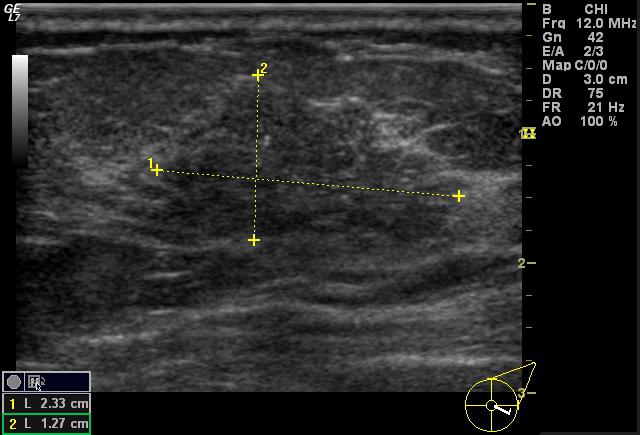 GE
L7
B CHI
Frq 12.0 MHz
Gn 42
E/A 2/3
Map C/0/0
D 3.0 cm
DR 75
FR 21 Hz
AO 100 %
2
1
2
3
1 L 2.33 cm
2 L 1.27 cm